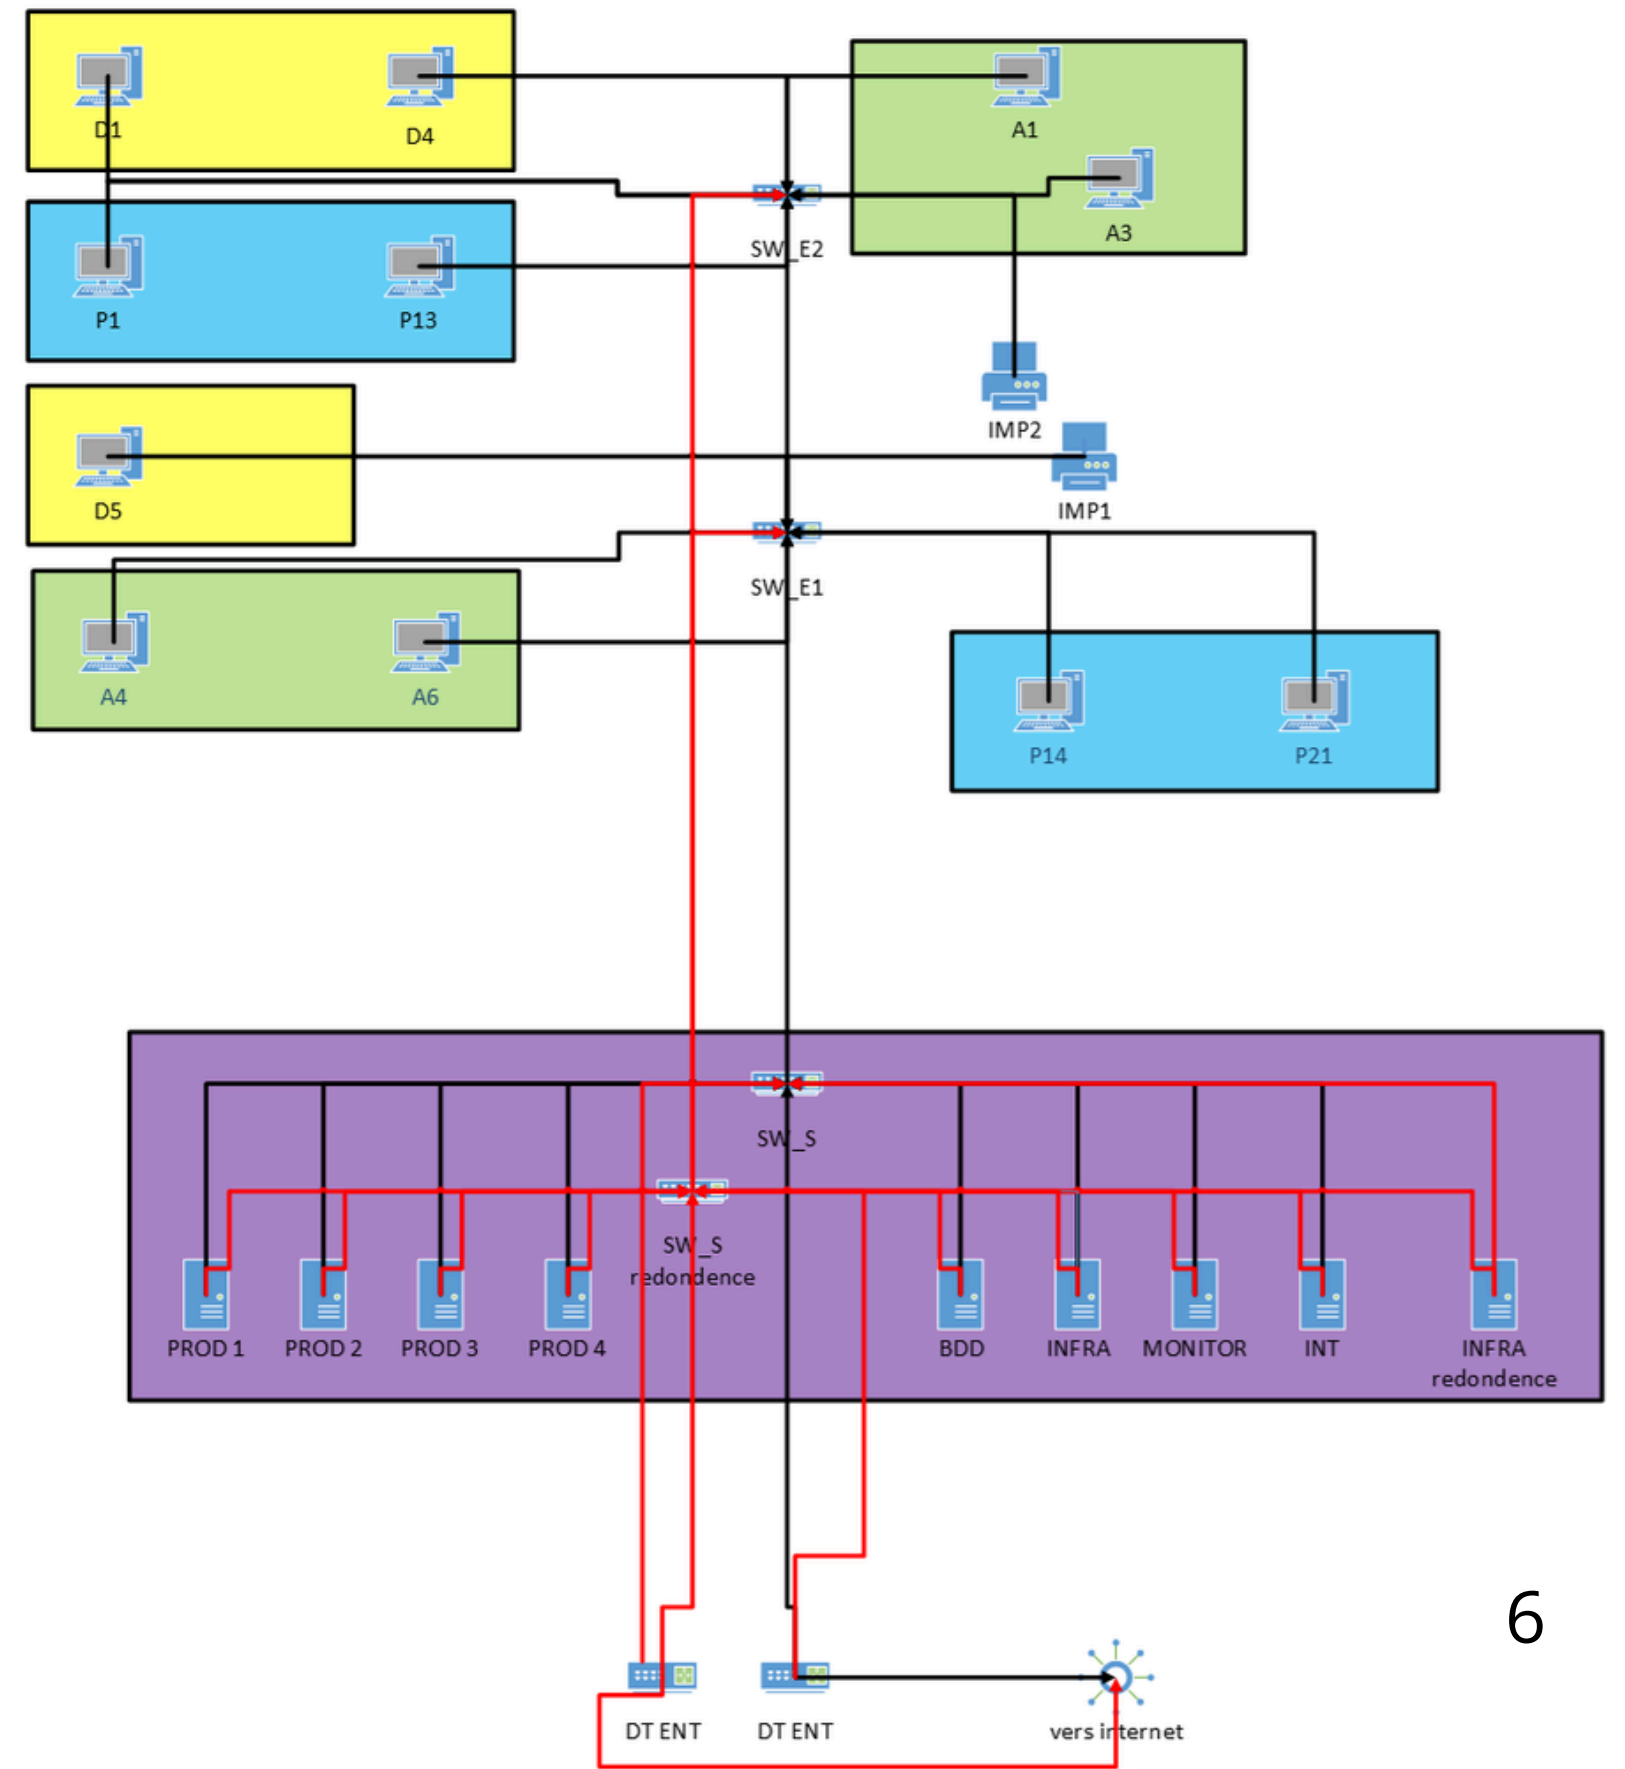 D1
D4
A1
A3
SW_E2
P1
P13
IMP2
IMP1
D5
SW_E1
A4
A6
P14
P21
SW_S
SW_S
redondence
PROD 1
PROD 2
PROD 3
PROD 4
BDD
INFRA
MONITOR
INT
INFRA
redondence
6
DT ENT
DT ENT
vers internet